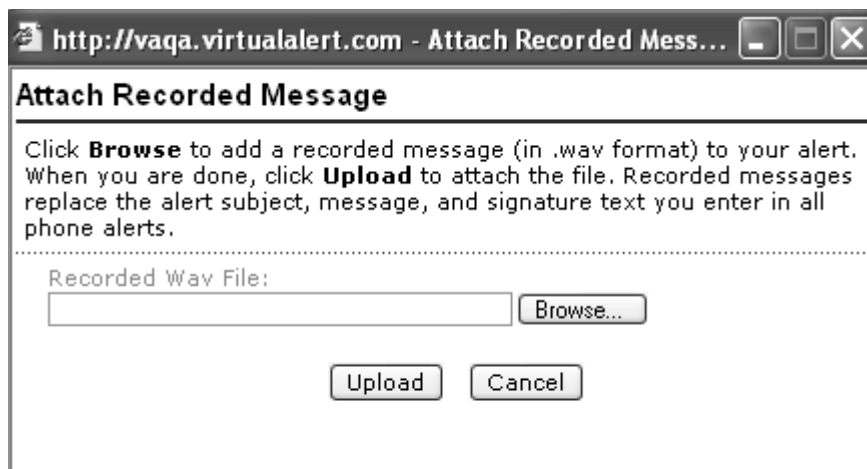 http://vaqa.virtualalert.com - Attach Recorded Mess...
Attach Recorded Message
Click Browse to add a recorded message (in .wav format) to your alert.
When you are done, click Upload to attach the file. Recorded messages
replace the alert subject, message, and signature text you enter in all
phone alerts.
Recorded Wav File:
Browse...
Upload Cancel